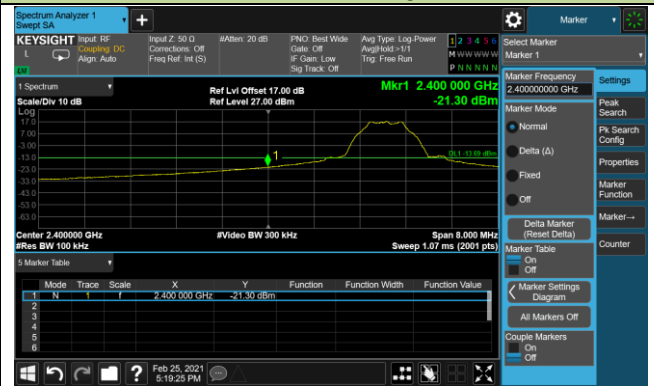 Spectrum Analyzer 1
Swept SA
+
Marker
KEYSIGHT
L
Input: RF
Coupling: DC
Align: Auto
Input Z: 50 Ω
Corrections: Off
Freq Ref: Int (S)
#Atten: 20 dB
PNO: Best Wide
Gate: Off
IF Gain: Low
Sig Track: Off
Avg Type: Log-Power
Avg|Hold:>1/1
Trig: Free Run
1 2 3 4 5 6
M W W W W W
P N N N N N
Select Marker
Marker 1
1 Spectrum
Scale/Div 10 dB
Log
Ref Lvl Offset 17.00 dB
Ref Level 27.00 dBm
Mkr1 2.400 000 GHz
-21.30 dBm
17.0
7.00
-3.00
-13.0
-23.0
-33.0
-43.0
-53.0
-63.0
1
DL1 -13.69 dBm
Center 2.400000 GHz
#Res BW 100 kHz
#Video BW 300 kHz
Span 8.000 MHz
Sweep 1.07 ms (2001 pts)
5 Marker Table
Mode Trace Scale X Y Function Function Width Function Value
1 N 1 f 2.400 000 GHz -21.30 dBm
2
3
4
5
6
Marker Frequency
2.400000000 GHz
Marker Mode
Normal
Delta (Δ)
Fixed
Off
Delta Marker
(Reset Delta)
Marker Table
On
Off
Marker Settings
Diagram
All Markers Off
Couple Markers
On
Off
Settings
Peak
Search
Pk Search
Config
Properties
Marker
Function
Marker→
Counter
?
Feb 25, 2021
5:19:25 PM